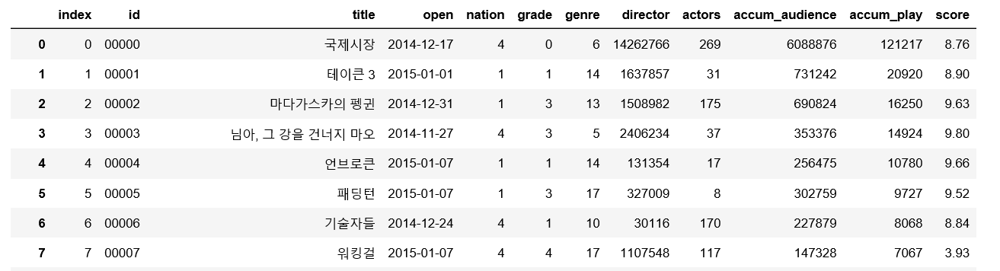 index id title open nation grade genre director actors accum_audience accum_play score
0 0 00000 국제시장 2014-12-17 4 0 6 14262766 269 6088876 121217 8.76
1 1 00001 테이큰 3 2015-01-01 1 1 14 1637857 31 731242 20920 8.90
2 2 00002 마다가스카의 펭귄 2014-12-31 1 3 13 1508982 175 690824 16250 9.63
3 3 00003 님아, 그 강을 건너지 마오 2014-11-27 4 3 5 2406234 37 353376 14924 9.80
4 4 00004 언브로큰 2015-01-07 1 1 14 131354 17 256475 10780 9.66
5 5 00005 패딩턴 2015-01-07 1 3 17 327009 8 302759 9727 9.52
6 6 00006 기술자들 2014-12-24 4 1 10 30116 170 227879 8068 8.84
7 7 00007 워킹걸 2015-01-07 4 4 17 1107548 117 147328 7067 3.93